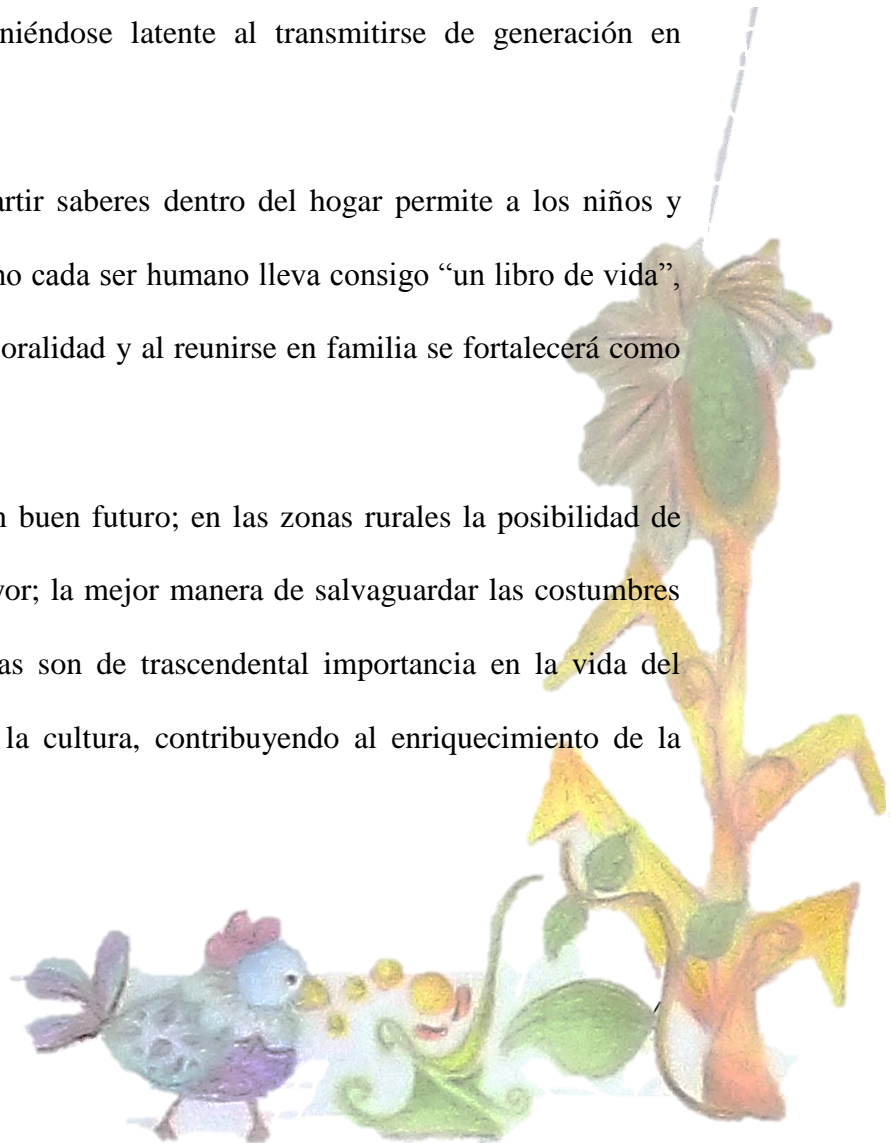 niéndose latente al transmitirse de generación en
artir saberes dentro del hogar permite a los niños y
no cada ser humano lleva consigo “un libro de vida”,
oralidad y al reunirse en familia se fortalecerá como
n buen futuro; en las zonas rurales la posibilidad de
yor; la mejor manera de salvaguardar las costumbres
as son de trascendental importancia en la vida del
la cultura, contribuyendo al enriquecimiento de la